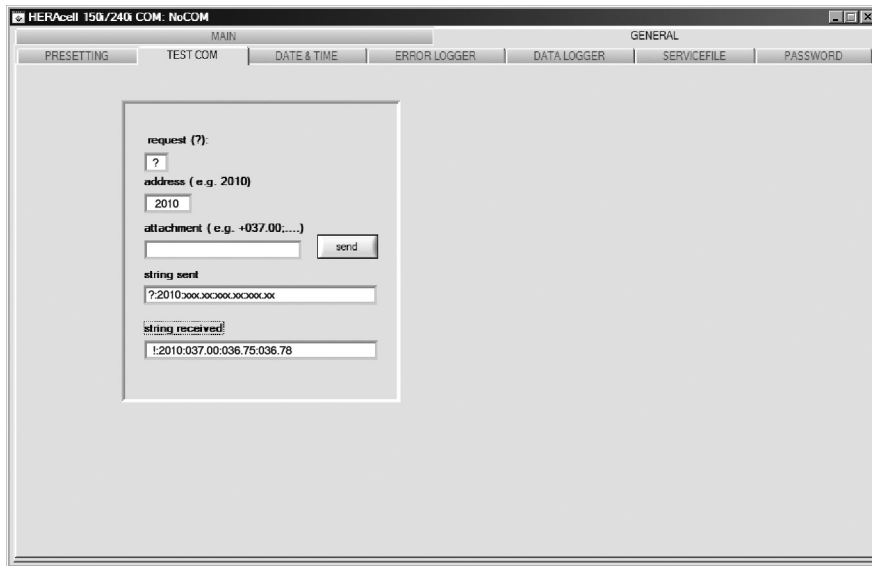 HERAcell 150i/240i COM: NoCOM
MAIN GENERAL
PRESETTING TEST COM DATE & TIME ERROR LOGGER DATA LOGGER SERVICEFILE PASSWORD
request (?):
?
address ( e.g. 2010)
2010
attachment ( e.g. +037.00;....)
send
string sent
?:2010:xxx.xx:xxx.xx:xxx.xx
string received
!:2010:037.00:036.75:036.78